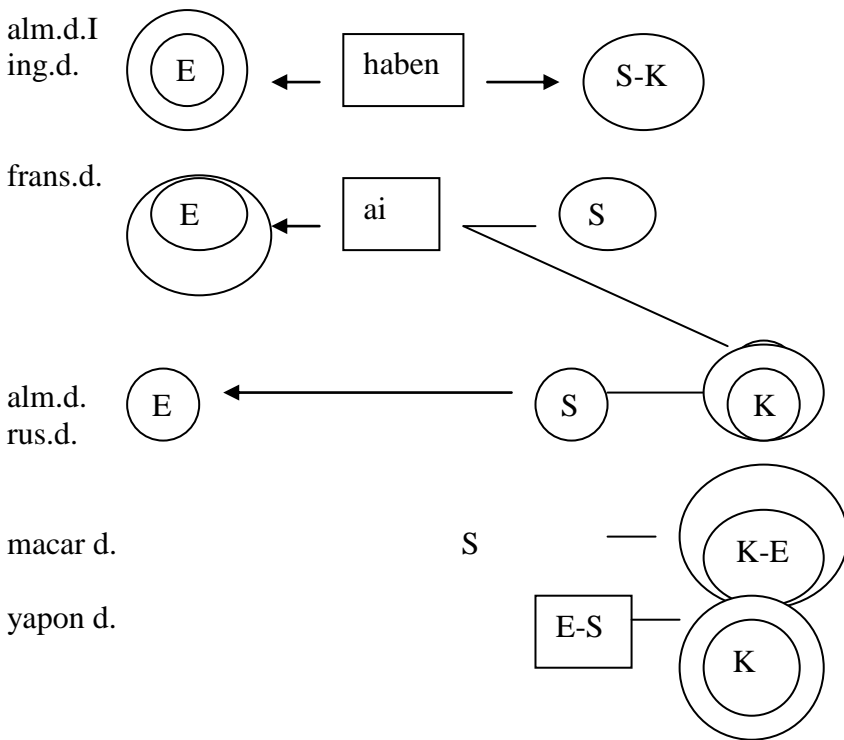 alm.d.I
ing.d.
E
haben
S-K
frans.d.
E
ai
S
alm.d.
rus.d.
E
S
K
macar d.
S
K-E
yapon d.
E-S
K